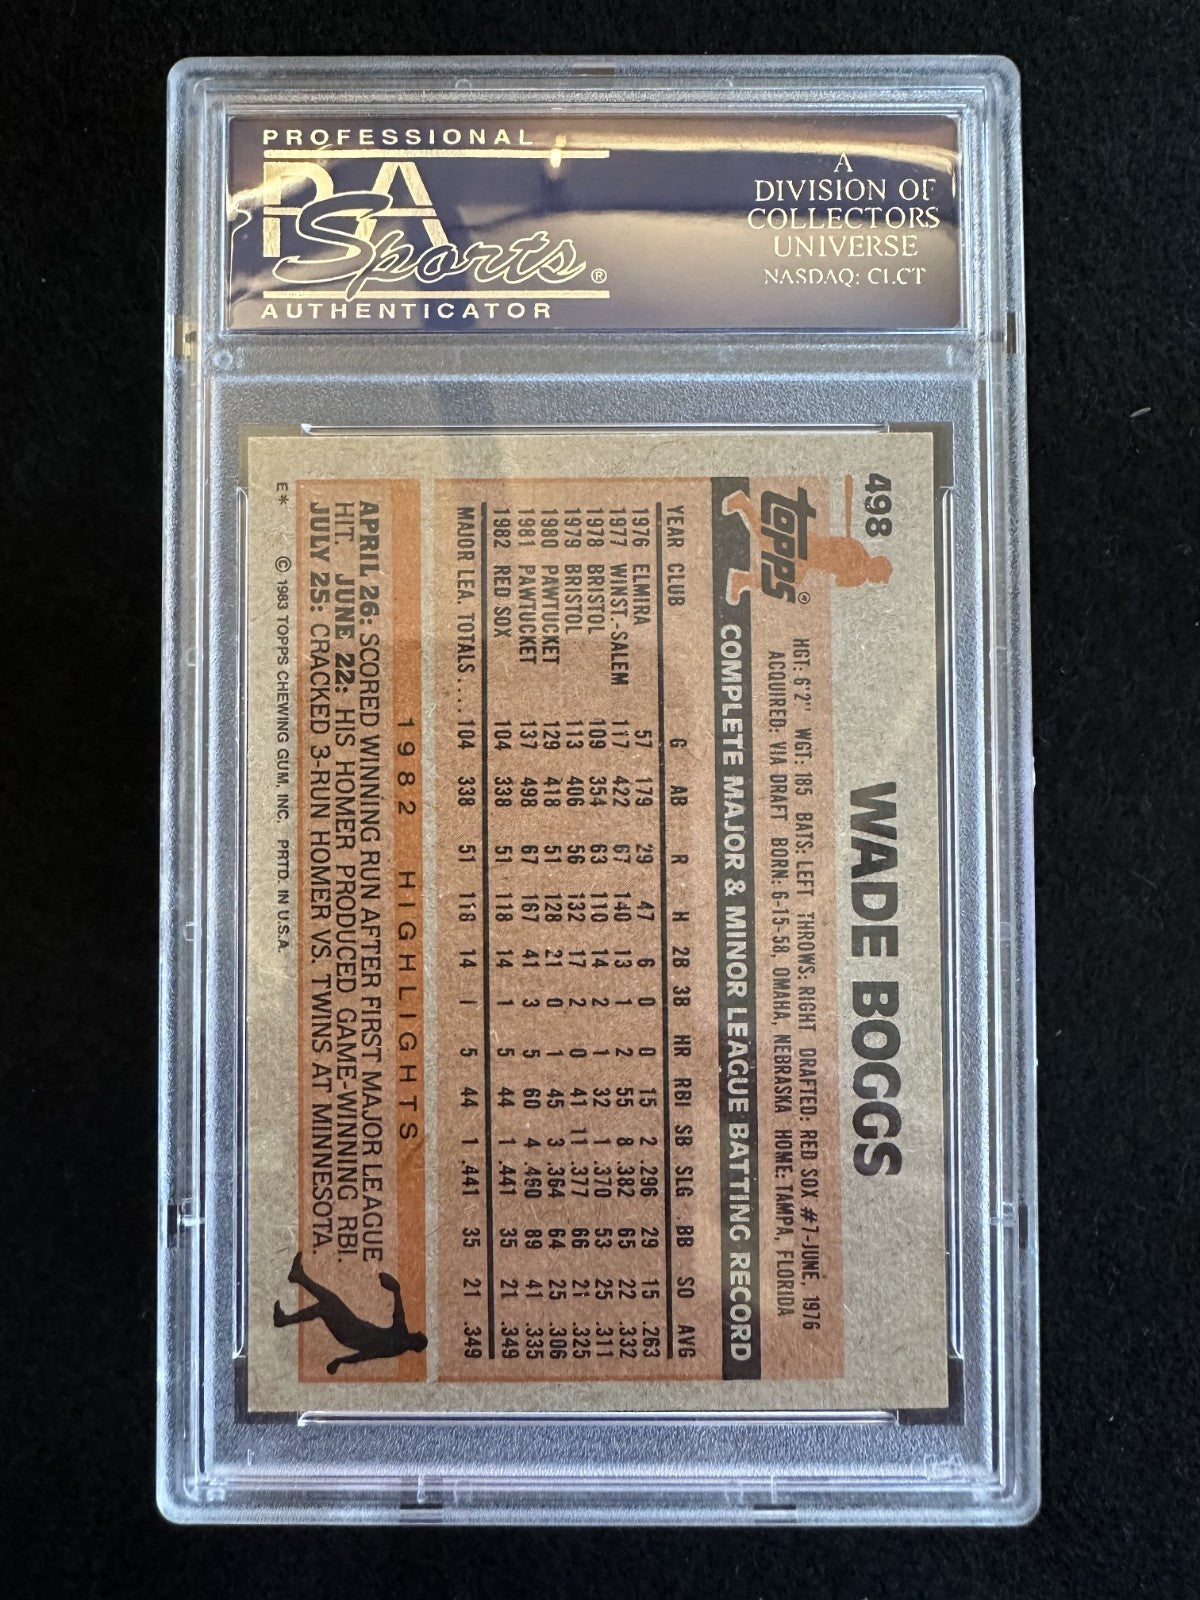 PROFESSIONAL
PSA
Sports®
AUTHENTICATOR
A
DIVISION OF
COLLECTORS
UNIVERSE
NASDAQ: CLCT
498
WADE BOGGS
topps®
HGT: 6'2" WGT: 185 BATS: LEFT THROWS: RIGHT DRAFTED: RED SOX #7-JUNE, 1976
ACQUIRED: VIA DRAFT BORN: 6-15-58, OMAHA, NEBRASKA HOME: TAMPA, FLORIDA
COMPLETE MAJOR & MINOR LEAGUE BATTING RECORD
YEAR CLUB G AB R H 2B 3B HR RBI SB SLG BB SO AVG
1976 ELMIRA 57 179 29 47 6 0 0 15 2 .296 29 15 .263
1977 WINST.-SALEM 117 422 67 140 13 1 2 55 8 .382 65 22 .332
1978 BRISTOL 109 354 63 110 14 2 1 32 1 .370 53 25 .311
1979 BRISTOL 113 406 56 132 17 2 0 41 11 .377 66 21 .325
1980 PAWTUCKET 129 418 51 128 21 0 1 45 3 .364 64 25 .306
1981 PAWTUCKET 137 498 67 167 41 3 5 60 4 .460 89 41 .335
1982 RED SOX 104 338 51 118 14 1 5 44 1 .441 35 21 .349
MAJOR LEA. TOTALS.... 104 338 51 118 14 1 5 44 1 .441 35 21 .349
1982 HIGHLIGHTS
APRIL 26: SCORED WINNING RUN AFTER FIRST MAJOR LEAGUE
HIT. JUNE 22: HIS HOMER PRODUCED GAME-WINNING RBI.
JULY 25: CRACKED 3-RUN HOMER VS. TWINS AT MINNESOTA.
E* © 1983 TOPPS CHEWING GUM, INC. PRTD. IN U.S.A.